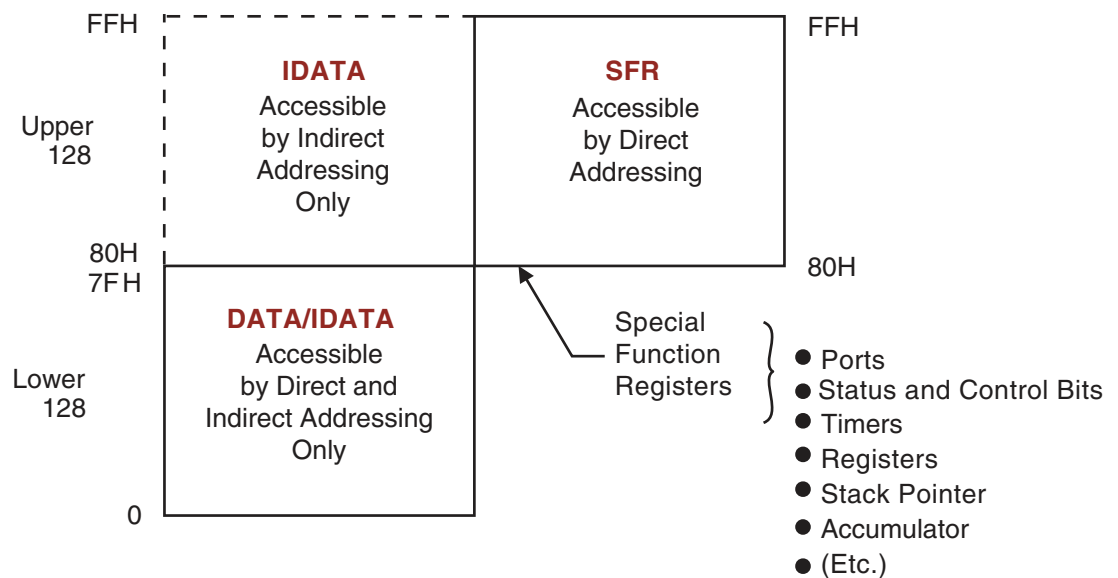 FFH
IDATA
Accessible
by Indirect
Addressing
Only
SFR
Accessible
by Direct
Addressing
FFH
Upper
128
80H
7FH
80H
DATA/IDATA
Accessible
by Direct and
Indirect Addressing
Only
Lower
128
0
Special
Function
Registers
Ports
Status and Control Bits
Timers
Registers
Stack Pointer
Accumulator
(Etc.)